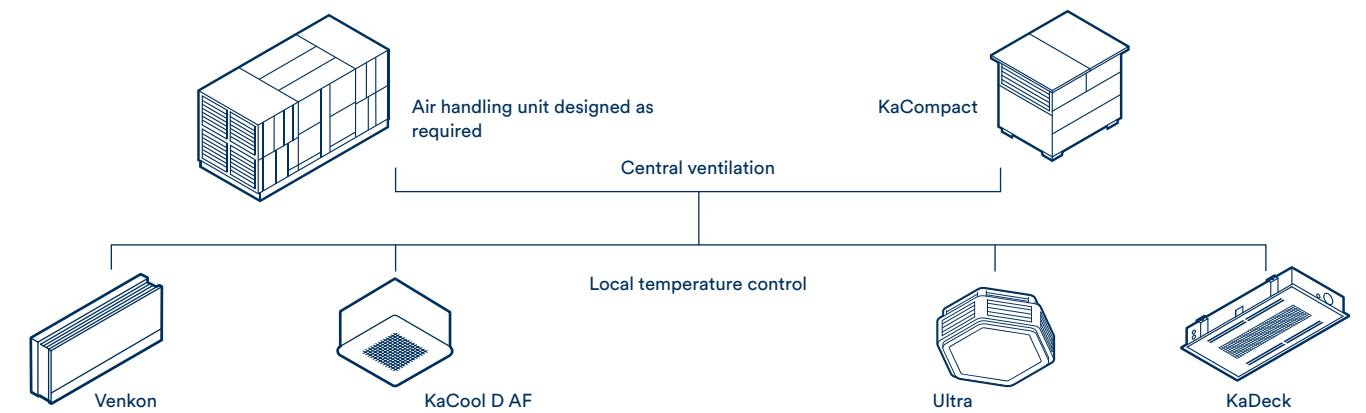 Air handling unit designed as
required
KaCompact
Central ventilation
Local temperature control
Venkon
KaCool D AF
Ultra
KaDeck